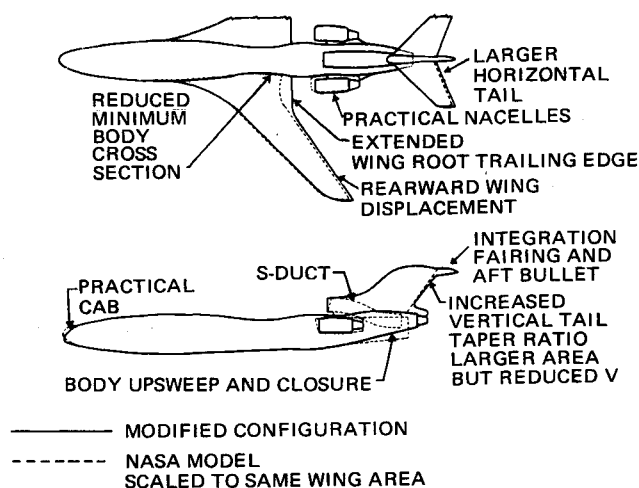 LARGER
HORIZONTAL
TAIL
REDUCED
MINIMUM
BODY
CROSS
SECTION
PRACTICAL NACELLES
EXTENDED
WING ROOT TRAILING EDGE
REARWARD WING
DISPLACEMENT
INTEGRATION
FAIRING AND
AFT BULLET
S-DUCT
PRACTICAL
CAB
INCREASED
VERTICAL TAIL
TAPER RATIO
LARGER AREA
BUT REDUCED V
BODY UPSWEEP AND CLOSURE
MODIFIED CONFIGURATION
NASA MODEL
SCALED TO SAME WING AREA